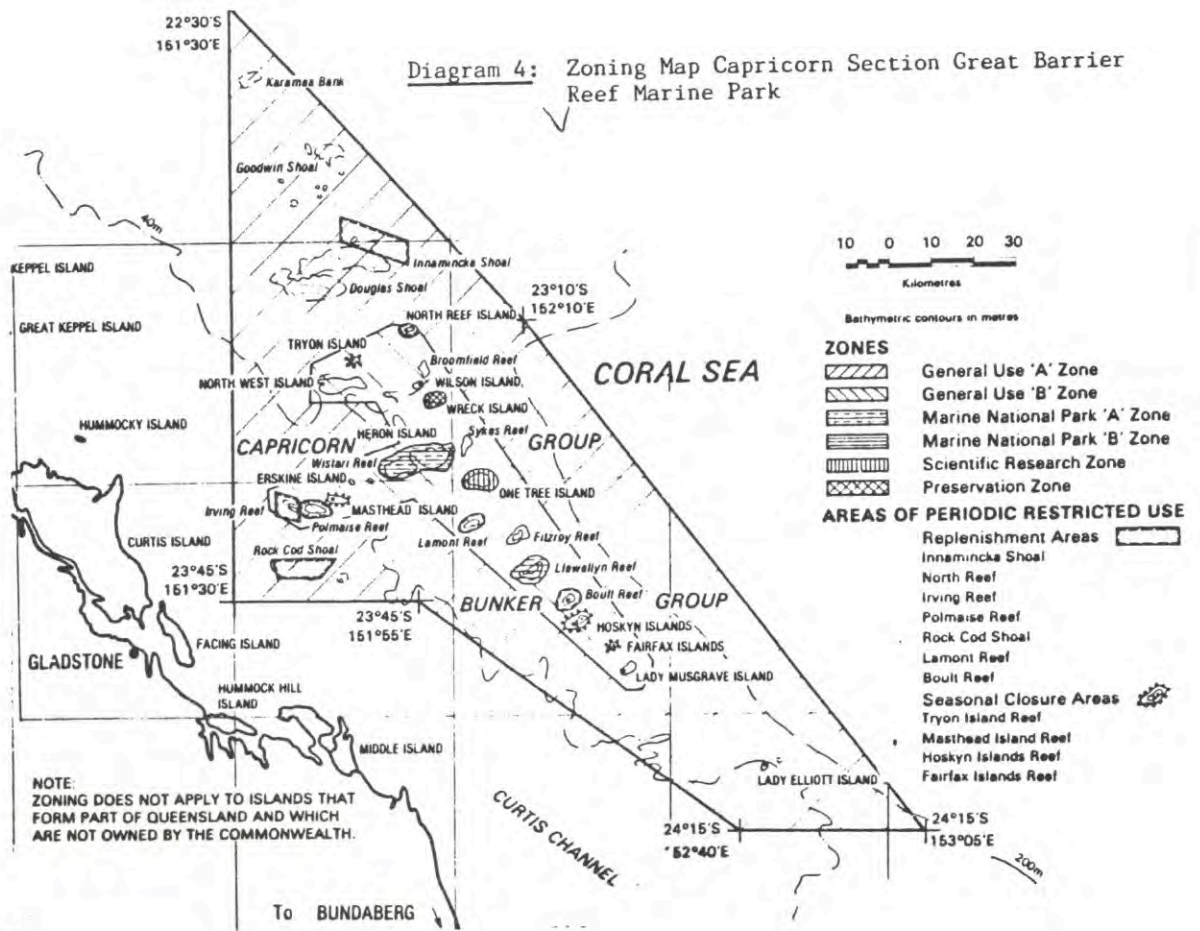 Diagram 4: Zoning Map Capricorn Section Great Barrier
Reef Marine Park
22°30'S
151°30'E
Karamea Bank
Goodwin Shoal
40m
Innamincka Shoal
KEPPEL ISLAND
Douglas Shoal
10 0 10 20 30
Kilometres
Bathymetric contours in metres
23°10'S
152°10'E
GREAT KEPPEL ISLAND
NORTH REEF ISLAND
TRYON ISLAND
Broomfield Reef
NORTH WEST ISLAND
WILSON ISLAND
WRECK ISLAND
CORAL SEA
HUMMOCKY ISLAND
HERON ISLAND
Sykes Reef
CAPRICORN GROUP
Wistari Reef
ERSKINE ISLAND
ONE TREE ISLAND
Irving Reef
MASTHEAD ISLAND
Polmaise Reef
Lamont Reef
Fitzroy Reef
CURTIS ISLAND
Rock Cod Shoal
Llewellyn Reef
23°45'S
151°30'E
Boult Reef
BUNKER GROUP
23°45'S
151°55'E
HOSKYN ISLANDS
FACING ISLAND
FAIRFAX ISLANDS
GLADSTONE
LADY MUSGRAVE ISLAND
HUMMOCK HILL
ISLAND
MIDDLE ISLAND
LADY ELLIOTT ISLAND
24°15'S
152°40'E
24°15'S
153°05'E
200m
CURTIS CHANNEL
To BUNDABERG
NOTE:
ZONING DOES NOT APPLY TO ISLANDS THAT
FORM PART OF QUEENSLAND AND WHICH
ARE NOT OWNED BY THE COMMONWEALTH.
ZONES
General Use 'A' Zone
General Use 'B' Zone
Marine National Park 'A' Zone
Marine National Park 'B' Zone
Scientific Research Zone
Preservation Zone
AREAS OF PERIODIC RESTRICTED USE
Replenishment Areas
Innamincka Shoal
North Reef
Irving Reef
Polmaise Reef
Rock Cod Shoal
Lamont Reef
Boult Reef
Seasonal Closure Areas
Tryon Island Reef
Masthead Island Reef
Hoskyn Islands Reef
Fairfax Islands Reef